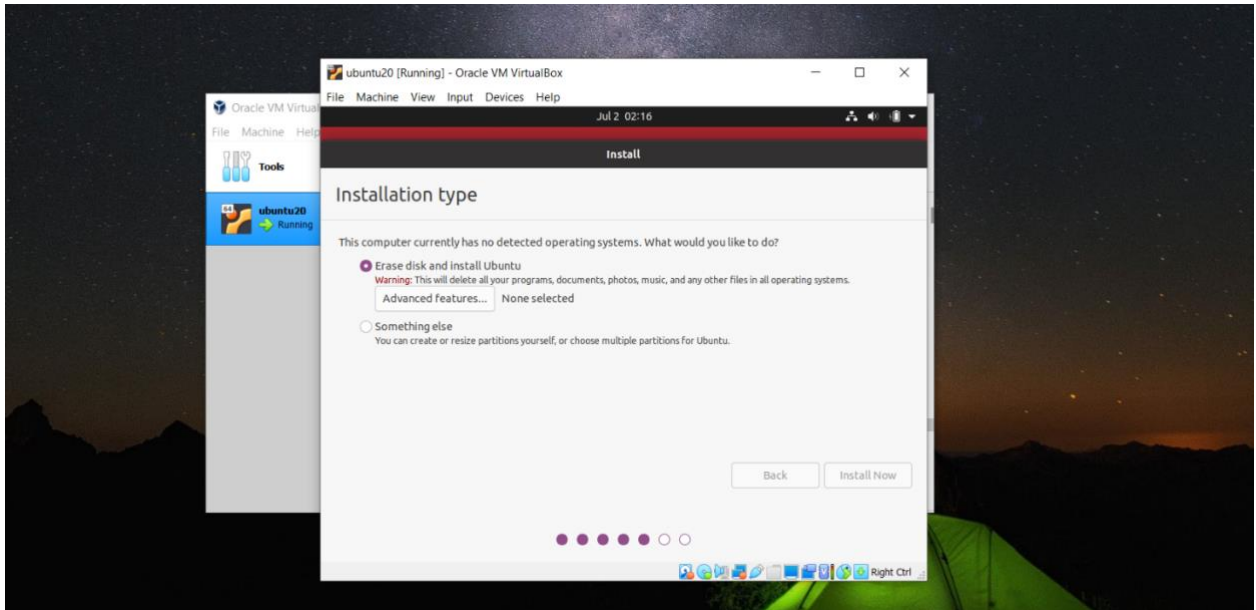 ubuntu20 [Running] - Oracle VM VirtualBox
File Machine View Input Devices Help
Oracle VM Virtual
File Machine Help
Tools
64
ubuntu20
Running
Jul 2 02:16
Install
Installation type
This computer currently has no detected operating systems. What would you like to do?
Erase disk and install Ubuntu
Warning: This will delete all your programs, documents, photos, music, and any other files in all operating systems.
Advanced features... None selected
Something else
You can create or resize partitions yourself, or choose multiple partitions for Ubuntu.
Back Install Now
Right Ctrl